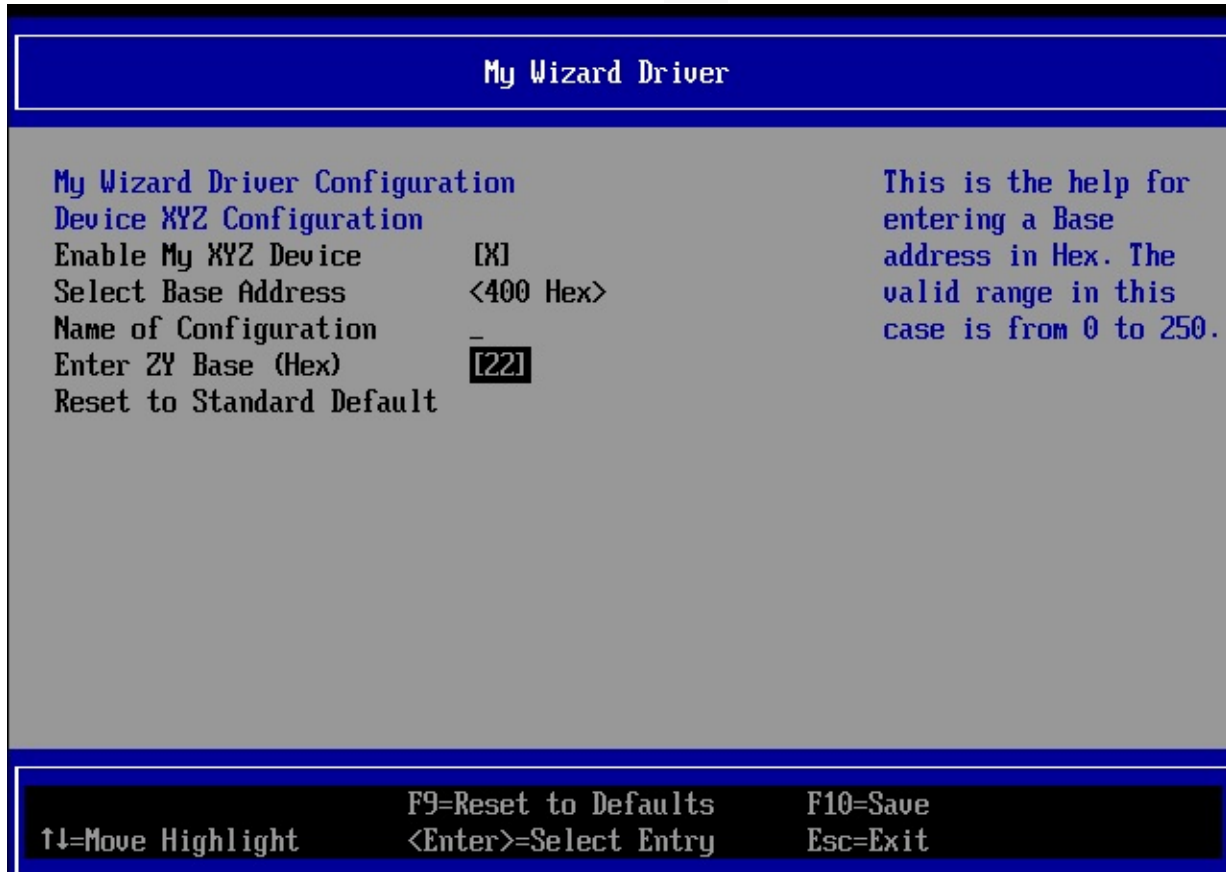 My Wizard Driver
My Wizard Driver Configuration
Device XYZ Configuration
Enable My XYZ Device [X]
Select Base Address <400 Hex>
Name of Configuration _
Enter ZY Base (Hex) [22]
Reset to Standard Default
This is the help for
entering a Base
address in Hex. The
valid range in this
case is from 0 to 250.
F9=Reset to Defaults F10=Save
↑↓=Move Highlight <Enter>=Select Entry Esc=Exit